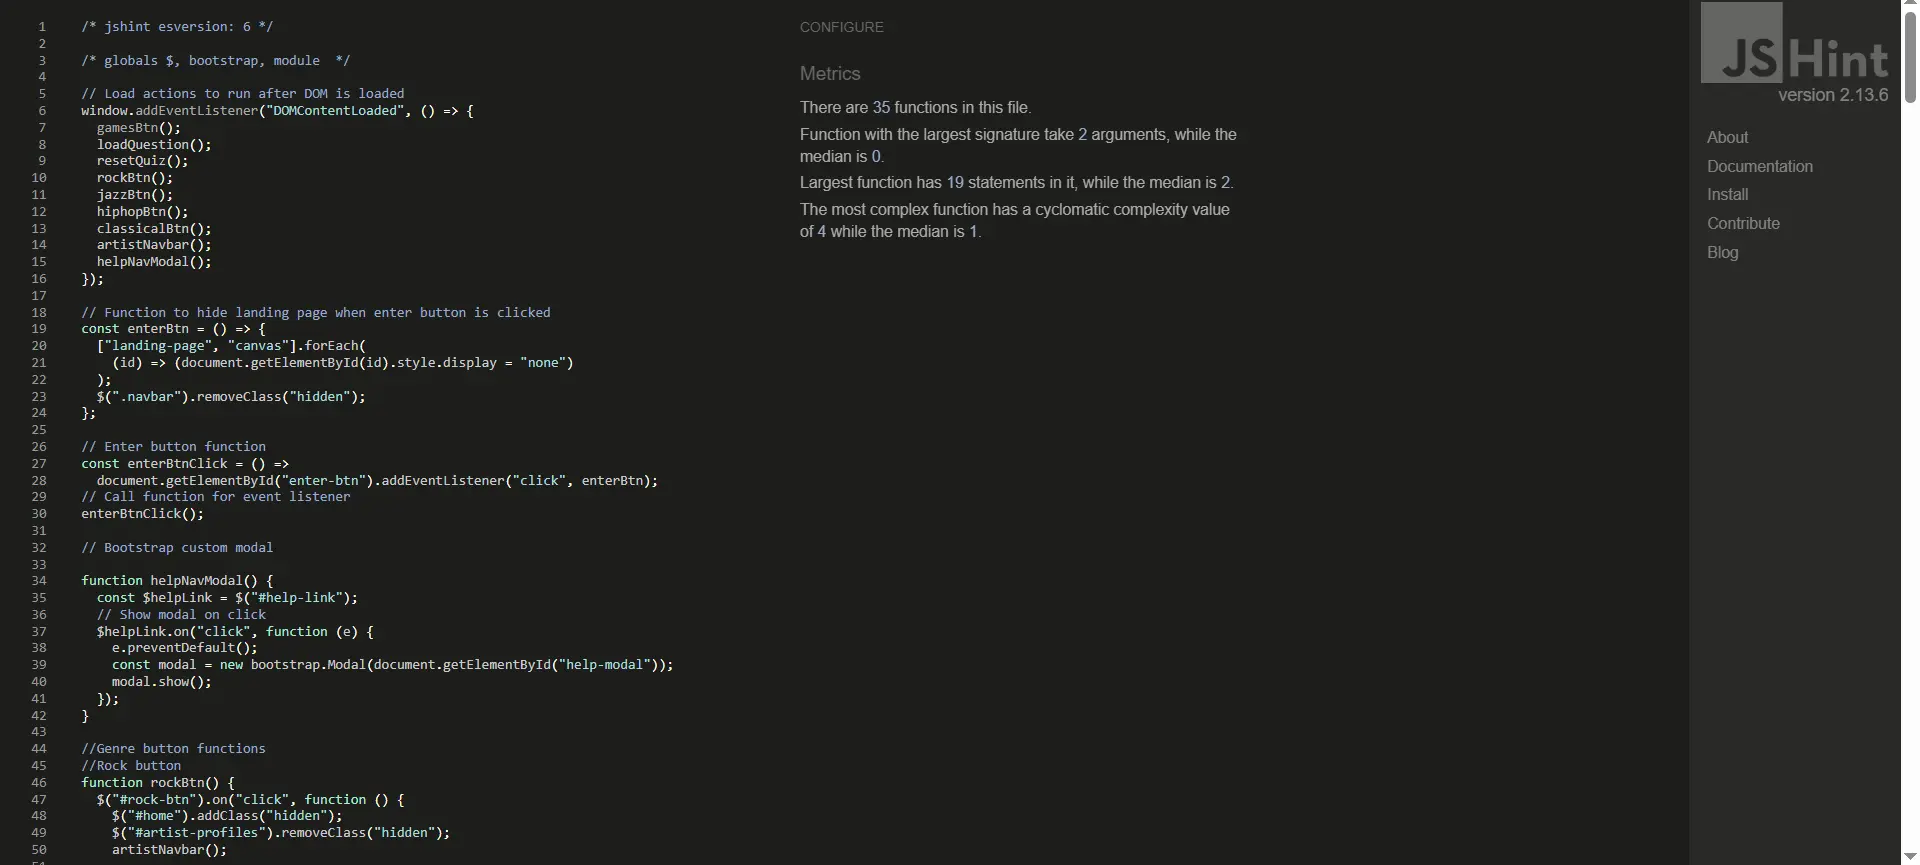 1 /* jshint esversion: 6 */
2
3 /* globals $, bootstrap, module  */
4
5 // Load actions to run after DOM is loaded
6 window.addEventListener("DOMContentLoaded", () => {
7   gamesBtn();
8   loadQuestion();
9   resetQuiz();
10   rockBtn();
11   jazzBtn();
12   hiphopBtn();
13   classicalBtn();
14   artistNavbar();
15   helpNavModal();
16 });
17
18 // Function to hide landing page when enter button is clicked
19 const enterBtn = () => {
20   ["landing-page", "canvas"].forEach(
21     (id) => (document.getElementById(id).style.display = "none")
22   );
23   $(".navbar").removeClass("hidden");
24 };
25
26 // Enter button function
27 const enterBtnClick = () =>
28   document.getElementById("enter-btn").addEventListener("click", enterBtn);
29 // Call function for event listener
30 enterBtnClick();
31
32 // Bootstrap custom modal
33
34 function helpNavModal() {
35   const $helpLink = $("#help-link");
36   // Show modal on click
37   $helpLink.on("click", function (e) {
38     e.preventDefault();
39     const modal = new bootstrap.Modal(document.getElementById("help-modal"));
40     modal.show();
41   });
42 }
43
44 //Genre button functions
45 //Rock button
46 function rockBtn() {
47   $("#rock-btn").on("click", function () {
48     $("#home").addClass("hidden");
49     $("#artist-profiles").removeClass("hidden");
50     artistNavbar();
CONFIGURE
Metrics
There are 35 functions in this file.
Function with the largest signature take 2 arguments, while the
median is 0.
Largest function has 19 statements in it, while the median is 2.
The most complex function has a cyclomatic complexity value
of 4 while the median is 1.
JSHint
version 2.13.6
About
Documentation
Install
Contribute
Blog